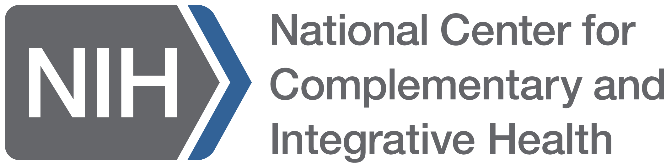 NIH
National Center for
Complementary and
Integrative Health